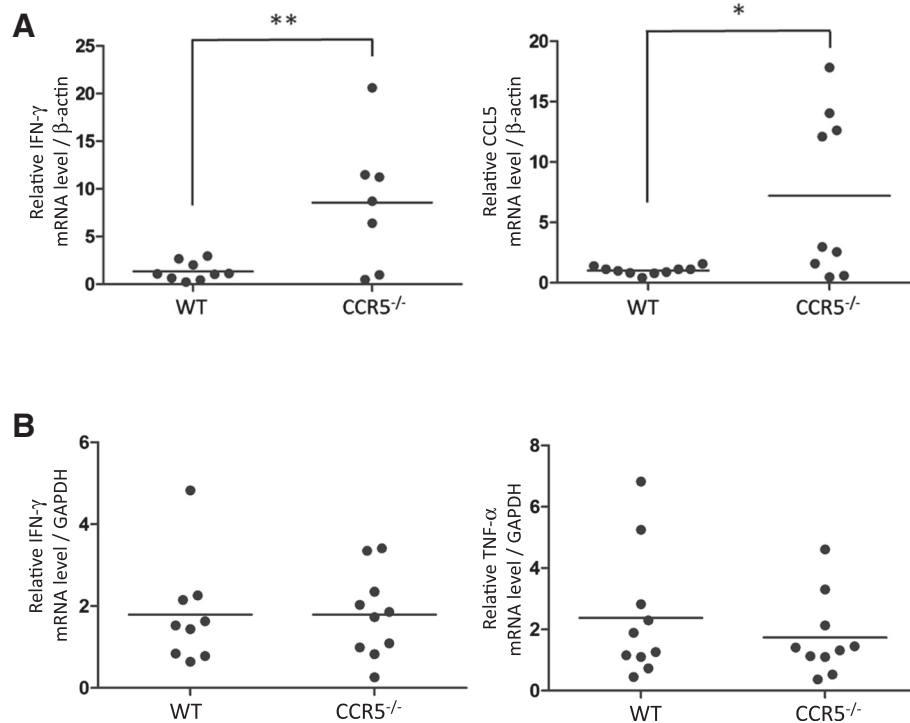 A
**
Relative IFN-γ
mRNA level / β-actin
25
20
15
10
5
0
WT
CCR5-/-
*
Relative CCL5
mRNA level / β-actin
20
15
10
5
0
WT
CCR5-/-
B
Relative IFN-γ
mRNA level / GAPDH
6
4
2
0
WT
CCR5-/-
Relative TNF-α
mRNA level / GAPDH
8
6
4
2
0
WT
CCR5-/-